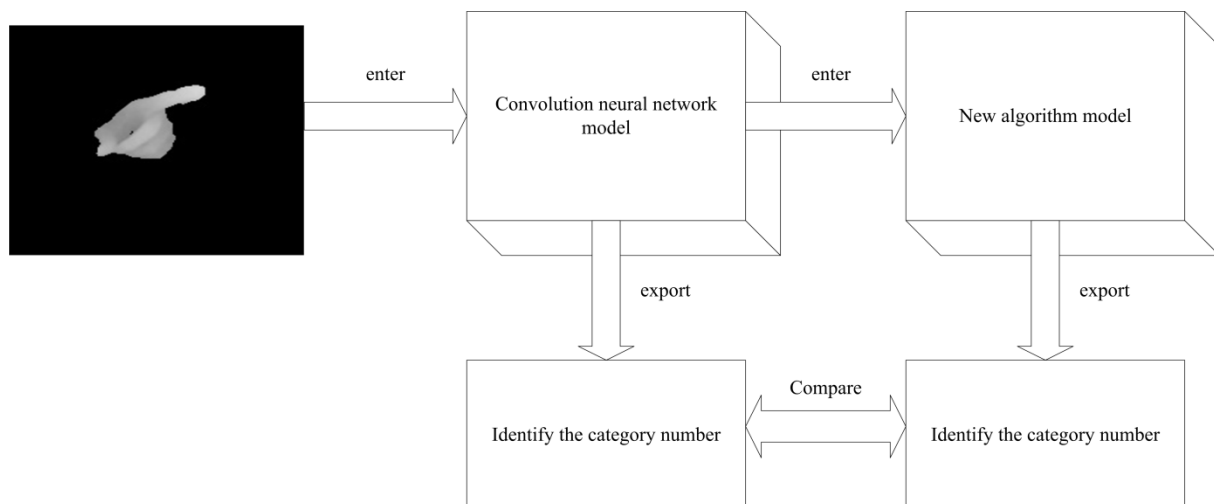 enter
Convolution neural network
model
enter
New algorithm model
export
export
Identify the category number
Compare
Identify the category number